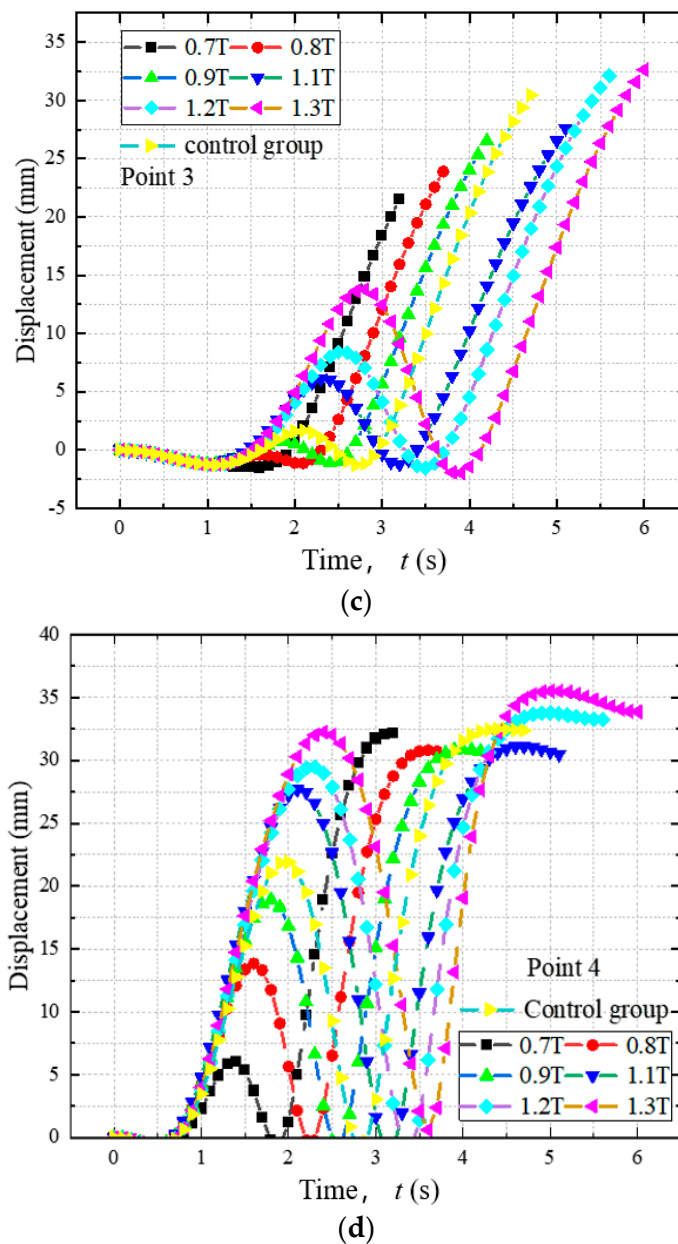 35
30
25
20
15
10
5
0
-5
Displacement (mm)
0.7T 0.8T
0.9T 1.1T
1.2T 1.3T
control group
Point 3
0 1 2 3 4 5 6
Time, t (s)
(c)
40
35
30
25
20
15
10
5
0
Displacement (mm)
Point 4
Control group
0.7T 0.8T
0.9T 1.1T
1.2T 1.3T
0 1 2 3 4 5 6
Time, t (s)
(d)